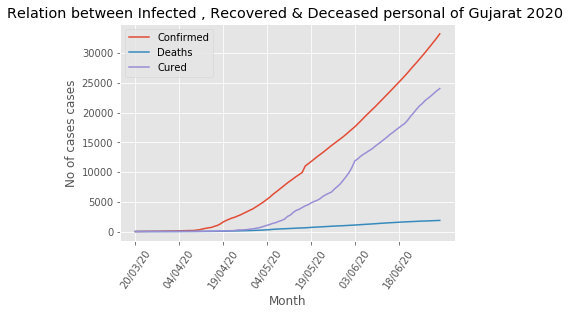 Relation between Infected , Recovered & Deceased personal of Gujarat 2020
Confirmed
Deaths
Cured
No of cases cases
30000
25000
20000
15000
10000
5000
0
20/03/20
04/04/20
19/04/20
04/05/20
19/05/20
03/06/20
18/06/20
Month